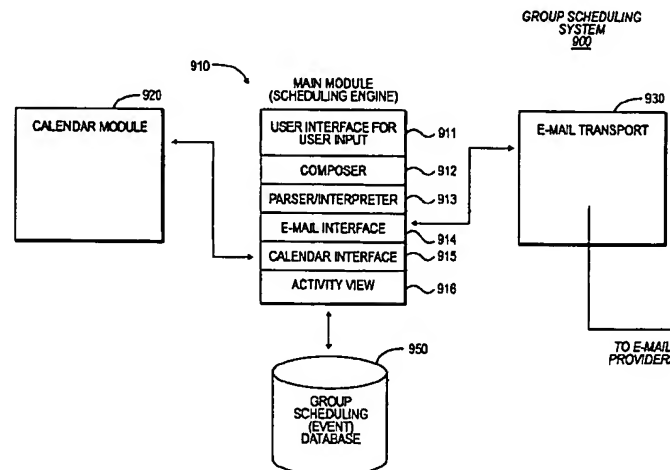 GROUP SCHEDULING
SYSTEM
900
910
MAIN MODULE
(SCHEDULING ENGINE)
920
CALENDAR MODULE
USER INTERFACE FOR
USER INPUT
911
COMPOSER
912
PARSER/INTERPRETER
913
E-MAIL INTERFACE
914
CALENDAR INTERFACE
915
ACTIVITY VIEW
916
930
E-MAIL TRANSPORT
TO E-MAIL
PROVIDER
950
GROUP
SCHEDULING
(EVENT)
DATABASE